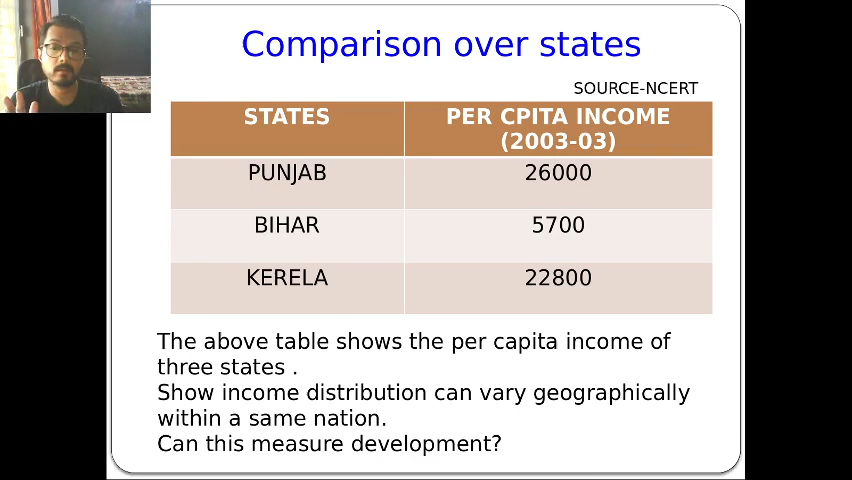 Comparison over states
SOURCE-NCERT
STATES
PER CPITA INCOME
(2003-03)
PUNJAB
26000
BIHAR
5700
KERELA
22800
The above table shows the per capita income of
three states .
Show income distribution can vary geographically
within a same nation.
Can this measure development?